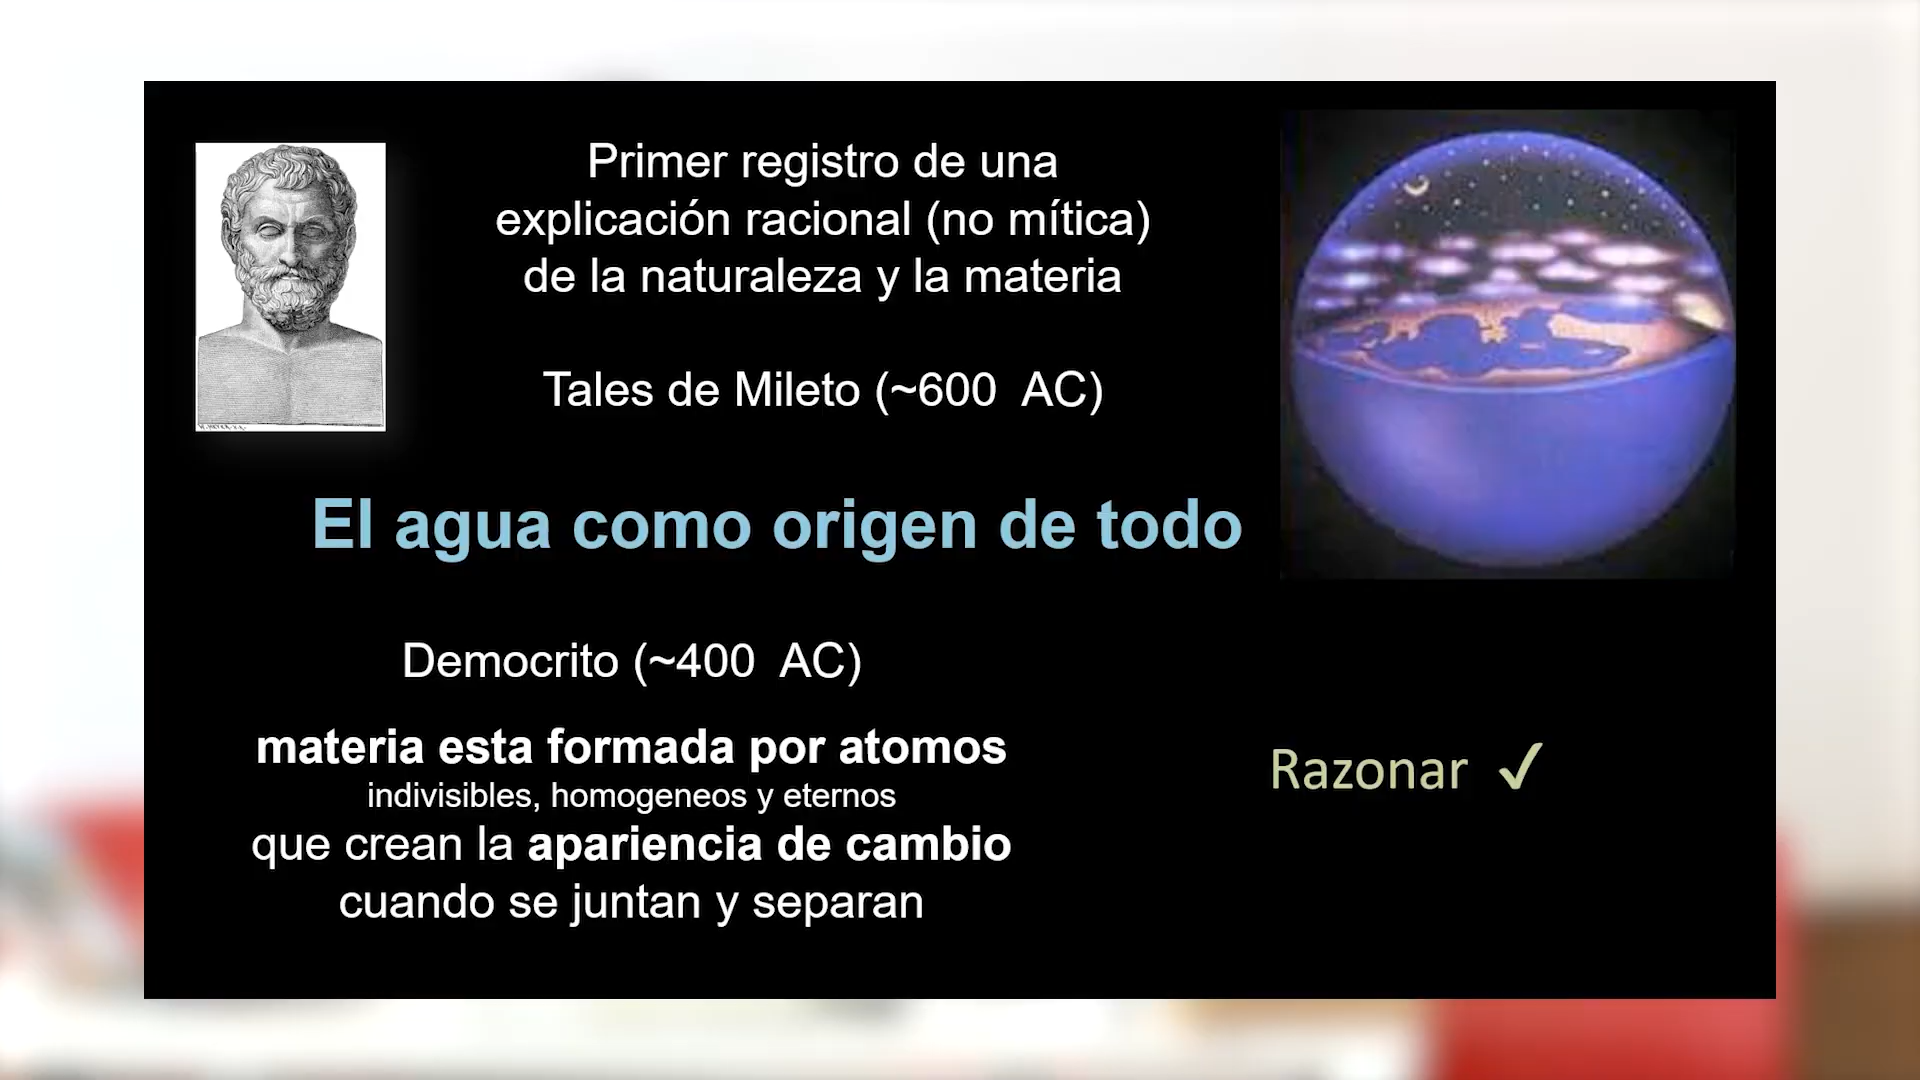 Primer registro de una
explicación racional (no mítica)
de la naturaleza y la materia
Tales de Mileto (~600 AC)
El agua como origen de todo
Democrito (~400 AC)
materia esta formada por atomos
indivisibles, homogeneos y eternos
que crean la apariencia de cambio
cuando se juntan y separan
Razonar ✓